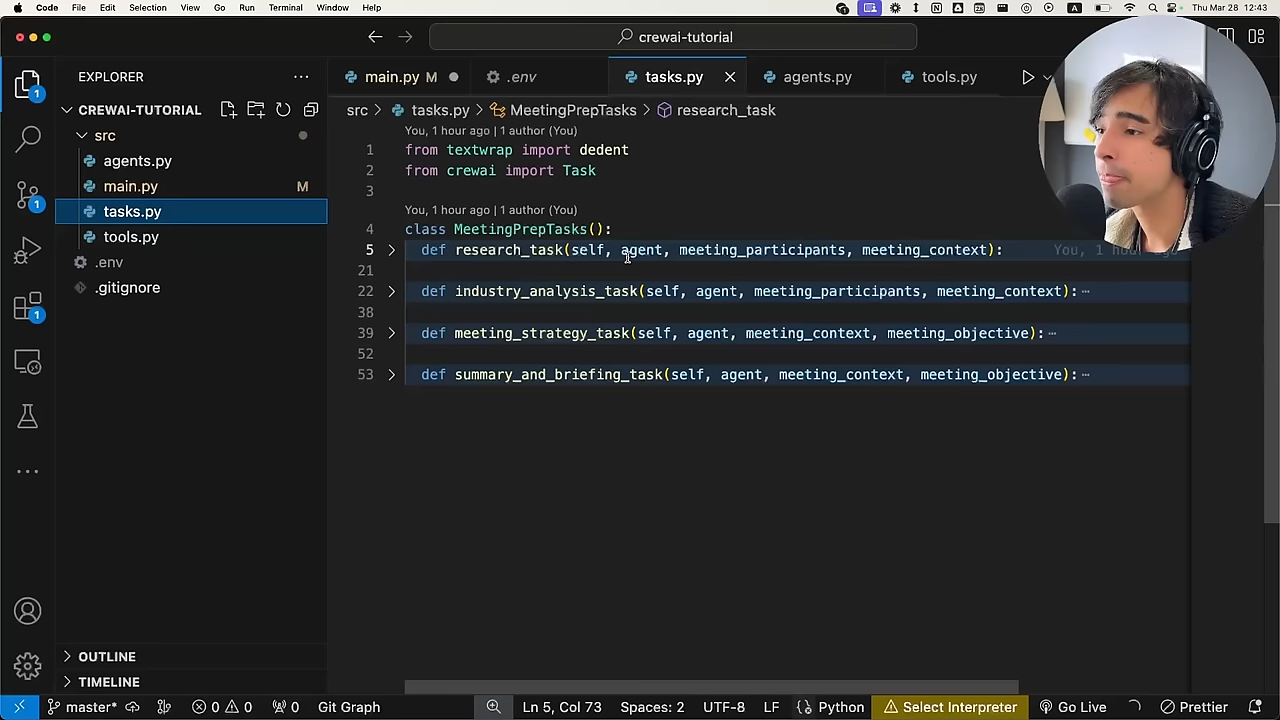 Code File Edit Selection View Go Run Terminal Window Help A Thu Mar 28 12:43
crewai-tutorial
EXPLORER
main.py M .env tasks.py agents.py tools.py
CREWAI-TUTORIAL
src > tasks.py > MeetingPrepTasks > research_task
src
agents.py
main.py M
tasks.py
tools.py
.env
.gitignore
You, 1 hour ago | 1 author (You)
1 from textwrap import dedent
2 from crewai import Task
3
You, 1 hour ago | 1 author (You)
4 class MeetingPrepTasks():
5 def research_task(self, agent, meeting_participants, meeting_context): You, 1 hour ago
21
22 def industry_analysis_task(self, agent, meeting_participants, meeting_context):⋯
38
39 def meeting_strategy_task(self, agent, meeting_context, meeting_objective):⋯
52
53 def summary_and_briefing_task(self, agent, meeting_context, meeting_objective):⋯
1
1
1
OUTLINE
TIMELINE
master* 0 0 0 Git Graph Ln 5, Col 73 Spaces: 2 UTF-8 LF Python Select Interpreter Go Live Prettier